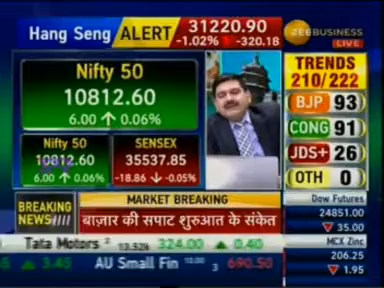 Hang Seng ALERT 31220.90
-1.02% -320.18
ZEE BUSINESS
LIVE
Nifty 50
10812.60
6.00 0.06%
Nifty 50
10812.60
6.00 0.06%
SENSEX
35537.85
-18.86 -0.05%
TRENDS
210/222
BJP 93
CONG 91
JDS+ 26
OTH 0
BREAKING NEWS
MARKET BREAKING
बाज़ार की सपाट शुरुआत के संकेत
Dow Futures
24851.00
35.00
MCX Zinc
206.25
1.95
Tata Motors 324.00 0.40
3.45 AU Small Fin 10.00 3 690.50